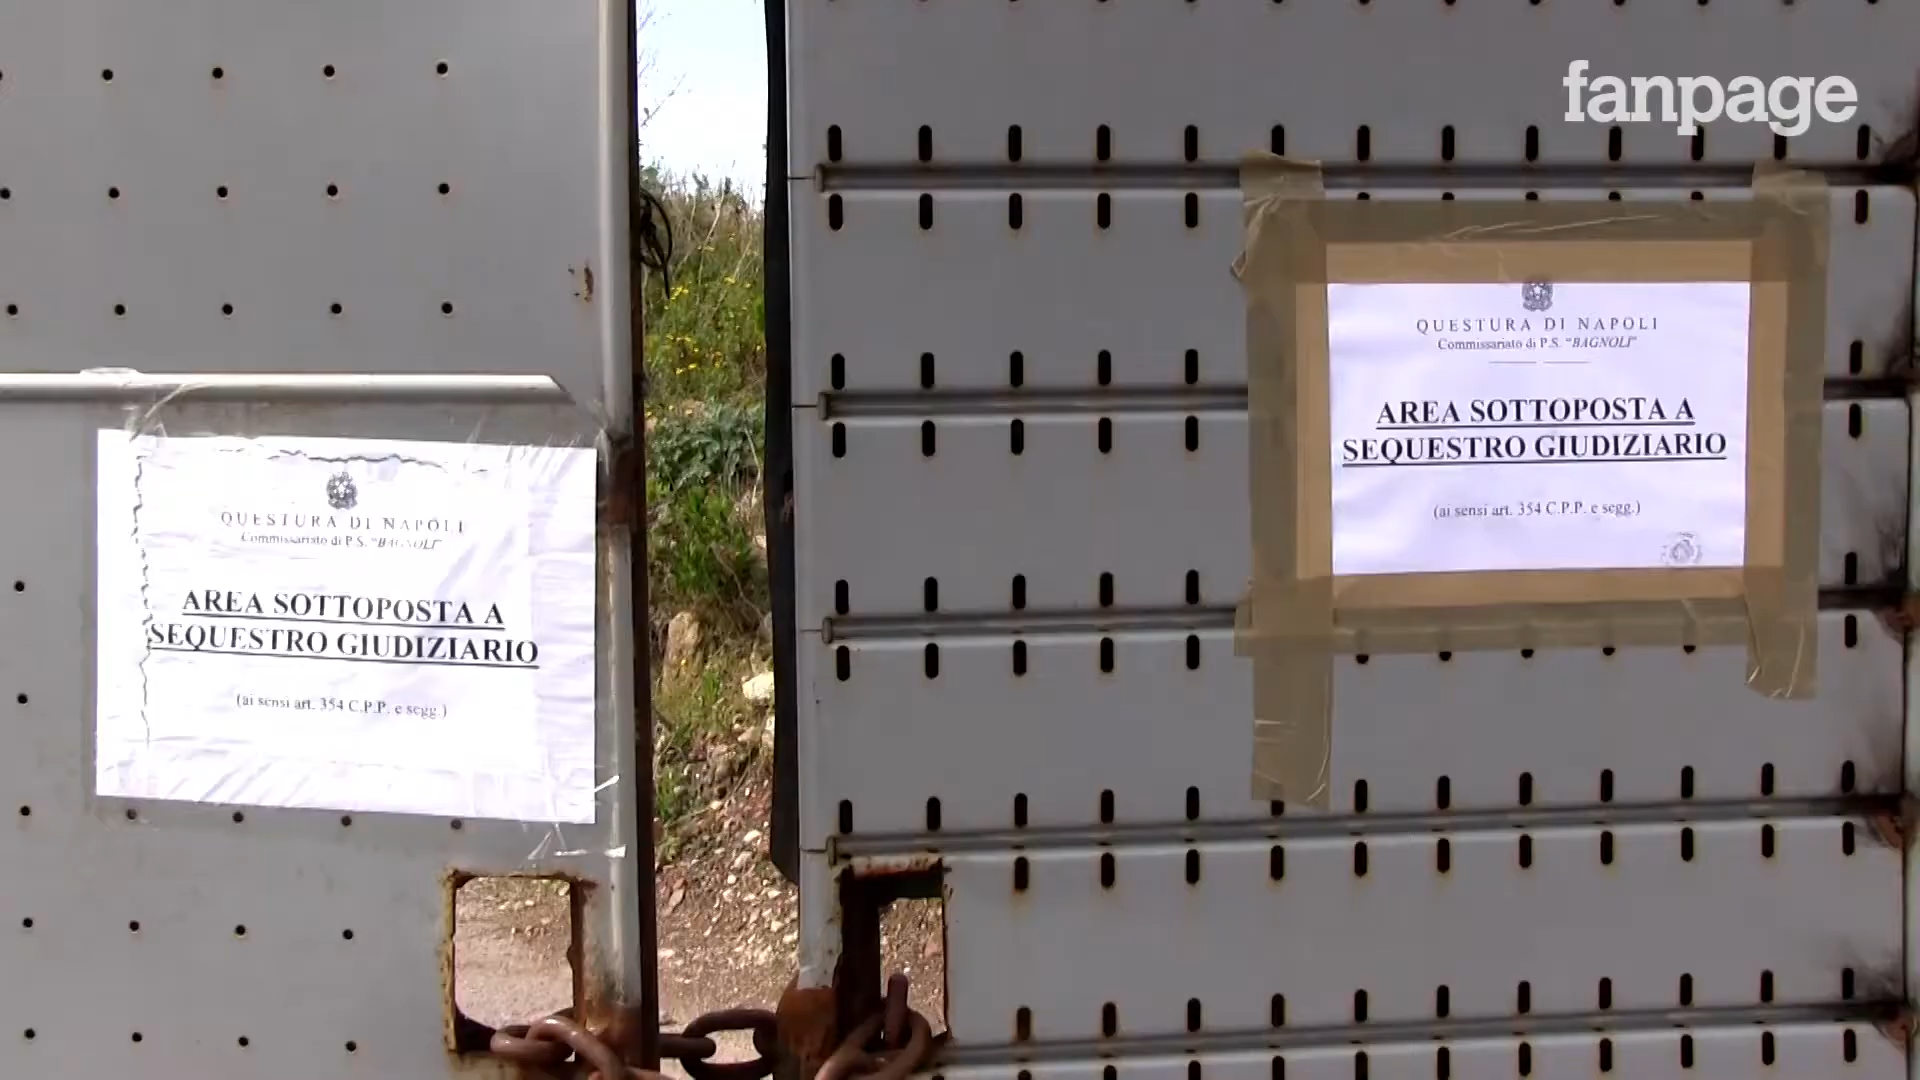 fanpage
QUESTURA DI NAPOLI
Commissariato di P.S. "BAGNOLI"
AREA SOTTOPOSTA A
SEQUESTRO GIUDIZIARIO
(ai sensi art. 354 C.P.P. e segg.)
QUESTURA DI NAPOLI
Commissariato di P.S. "BAGNOLI"
AREA SOTTOPOSTA A
SEQUESTRO GIUDIZIARIO
(ai sensi art. 354 C.P.P. e segg.)